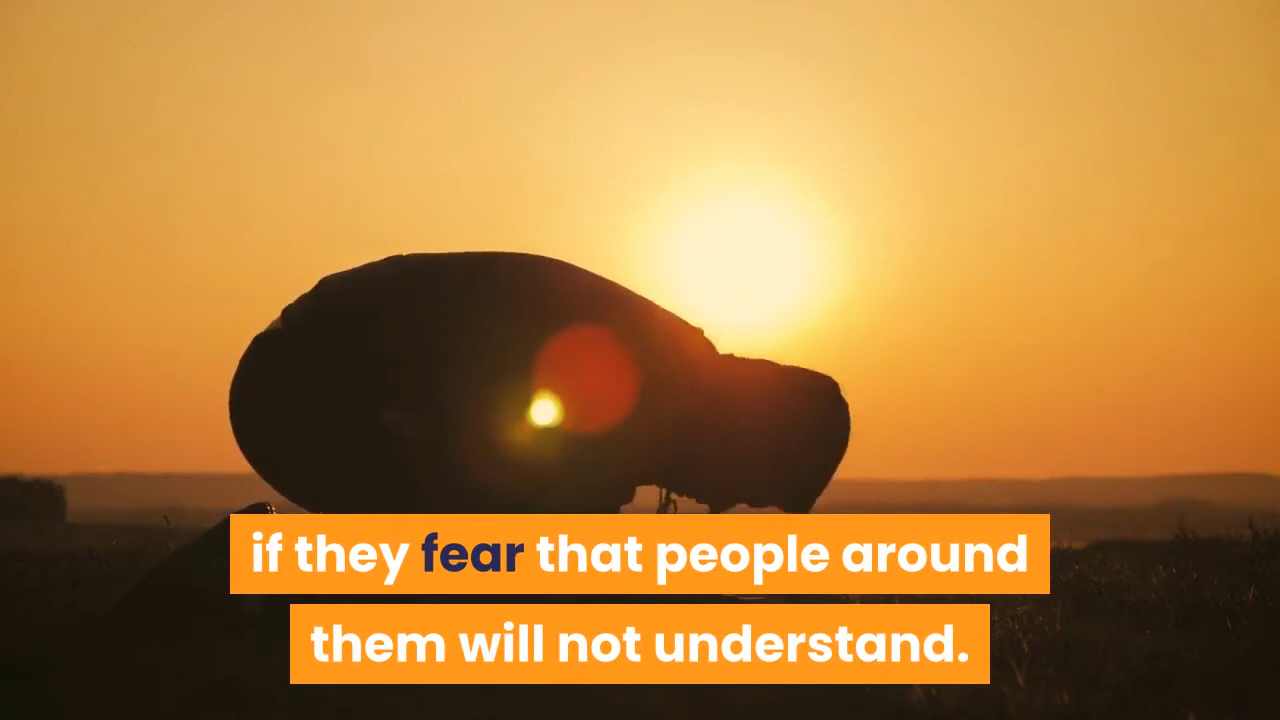 if they fear that people around
them will not understand.